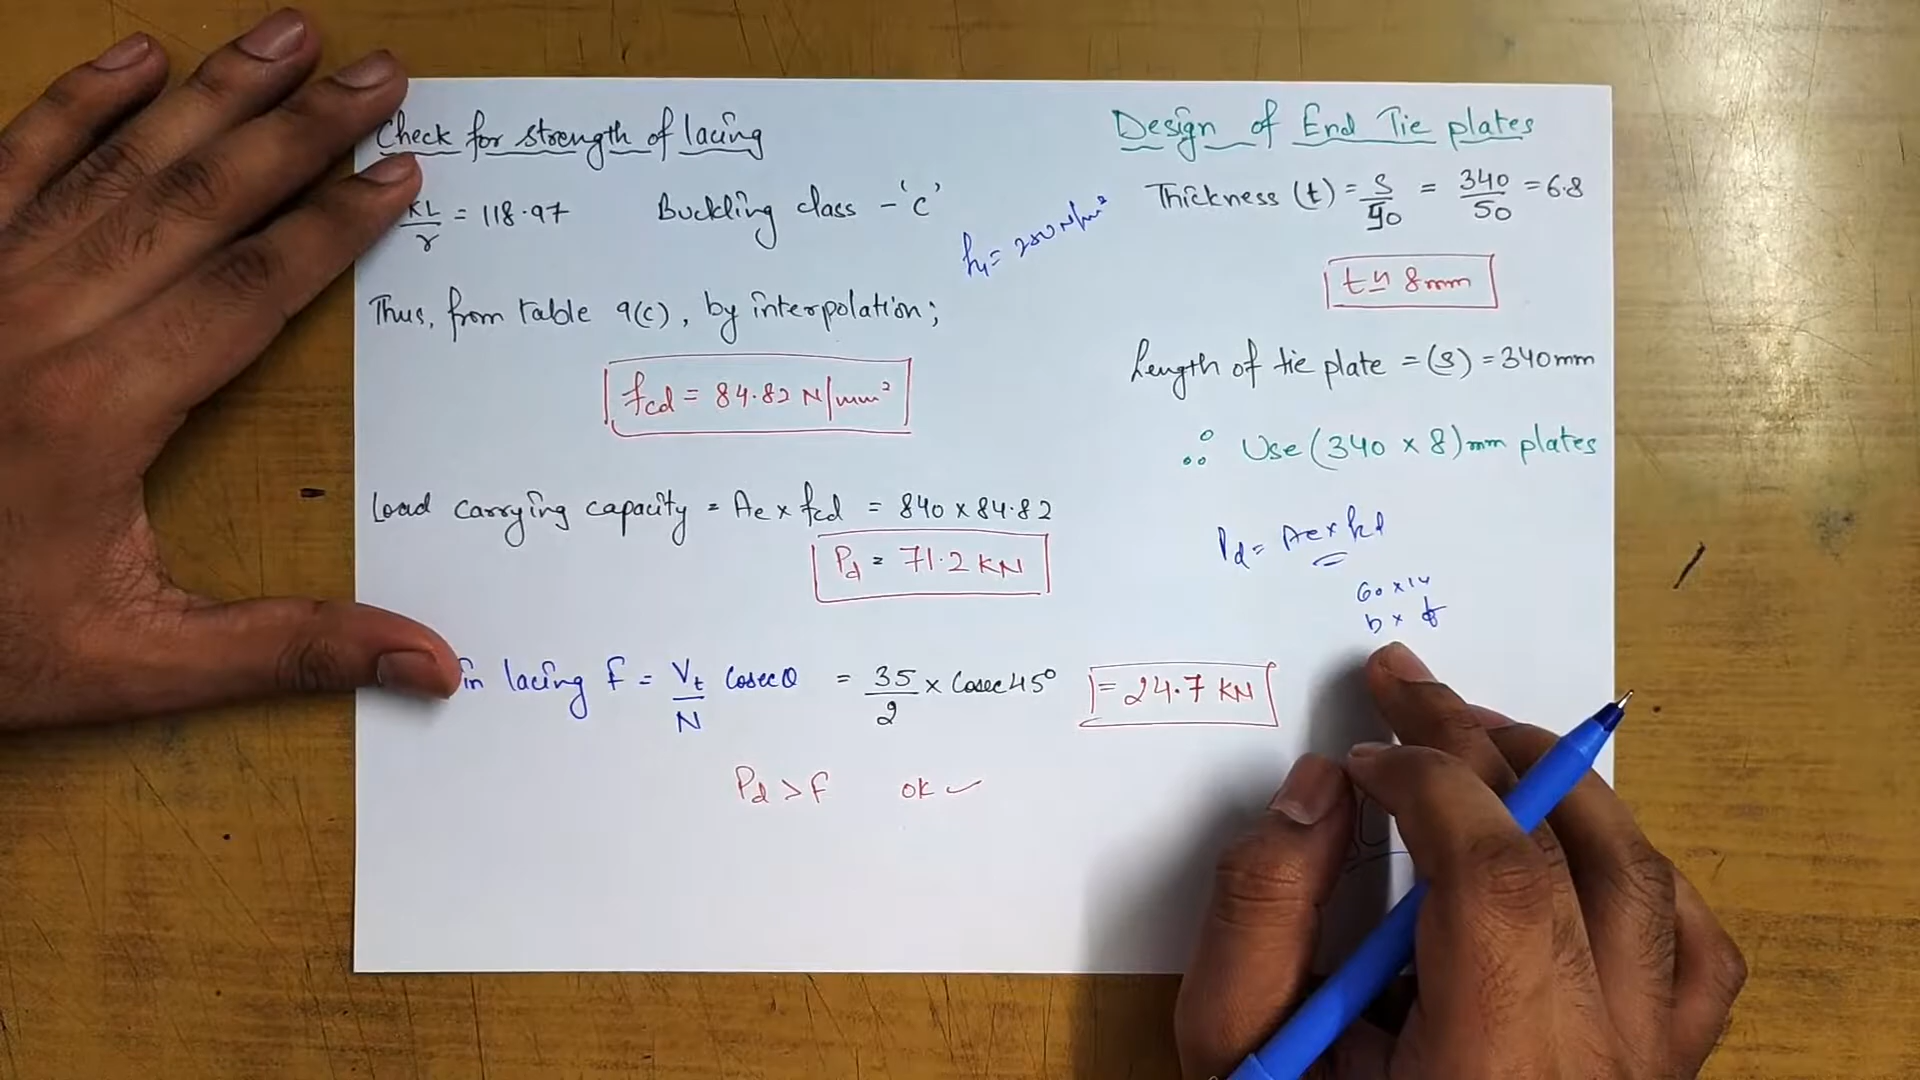 Check for strength of lacing
KL/r = 118.97 Buckling class - 'c'
Thus, from table 9(c), by interpolation;
fcd = 84.82 N/mm²
Load carrying capacity = Ae × fcd = 840 × 84.82
Pd = 71.2 KN
in lacing F = Vt/N cosecθ = 35/2 × Cosec45° = 24.7 KN
Pd > F OK ✓
Design of End Tie plates
Thickness (t) = S/50 = 340/50 = 6.8
t ≃ 8mm
Length of tie plate = (S) = 340mm
∴ Use (340 × 8)mm plates
Pd = Ae × fcd
60 × 14
b × t